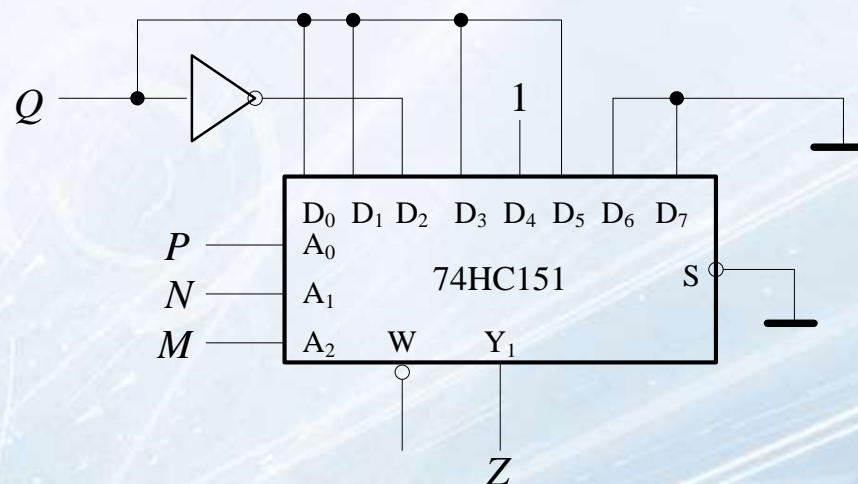 Q
1
D₀ D₁ D₂ D₃ D₄ D₅ D₆ D₇
P A₀
74HC151 S
N A₁
M A₂ W Y₁
Z